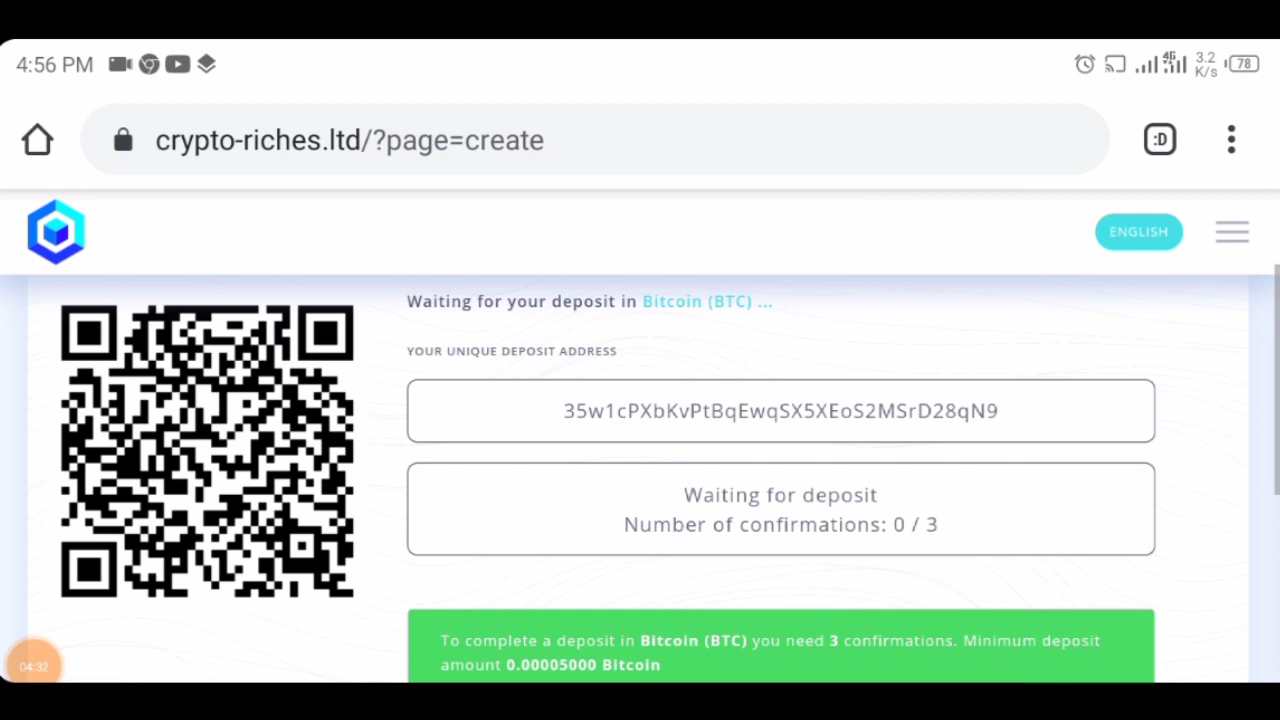 4:56 PM
4G
3.2
K/s
78
crypto-riches.ltd/?page=create
:D
ENGLISH
Waiting for your deposit in Bitcoin (BTC) ...
YOUR UNIQUE DEPOSIT ADDRESS
35w1cPXbKvPtBqEwqSX5XEoS2MSrD28qN9
Waiting for deposit
Number of confirmations: 0 / 3
To complete a deposit in Bitcoin (BTC) you need 3 confirmations. Minimum deposit
amount 0.00005000 Bitcoin
04:32